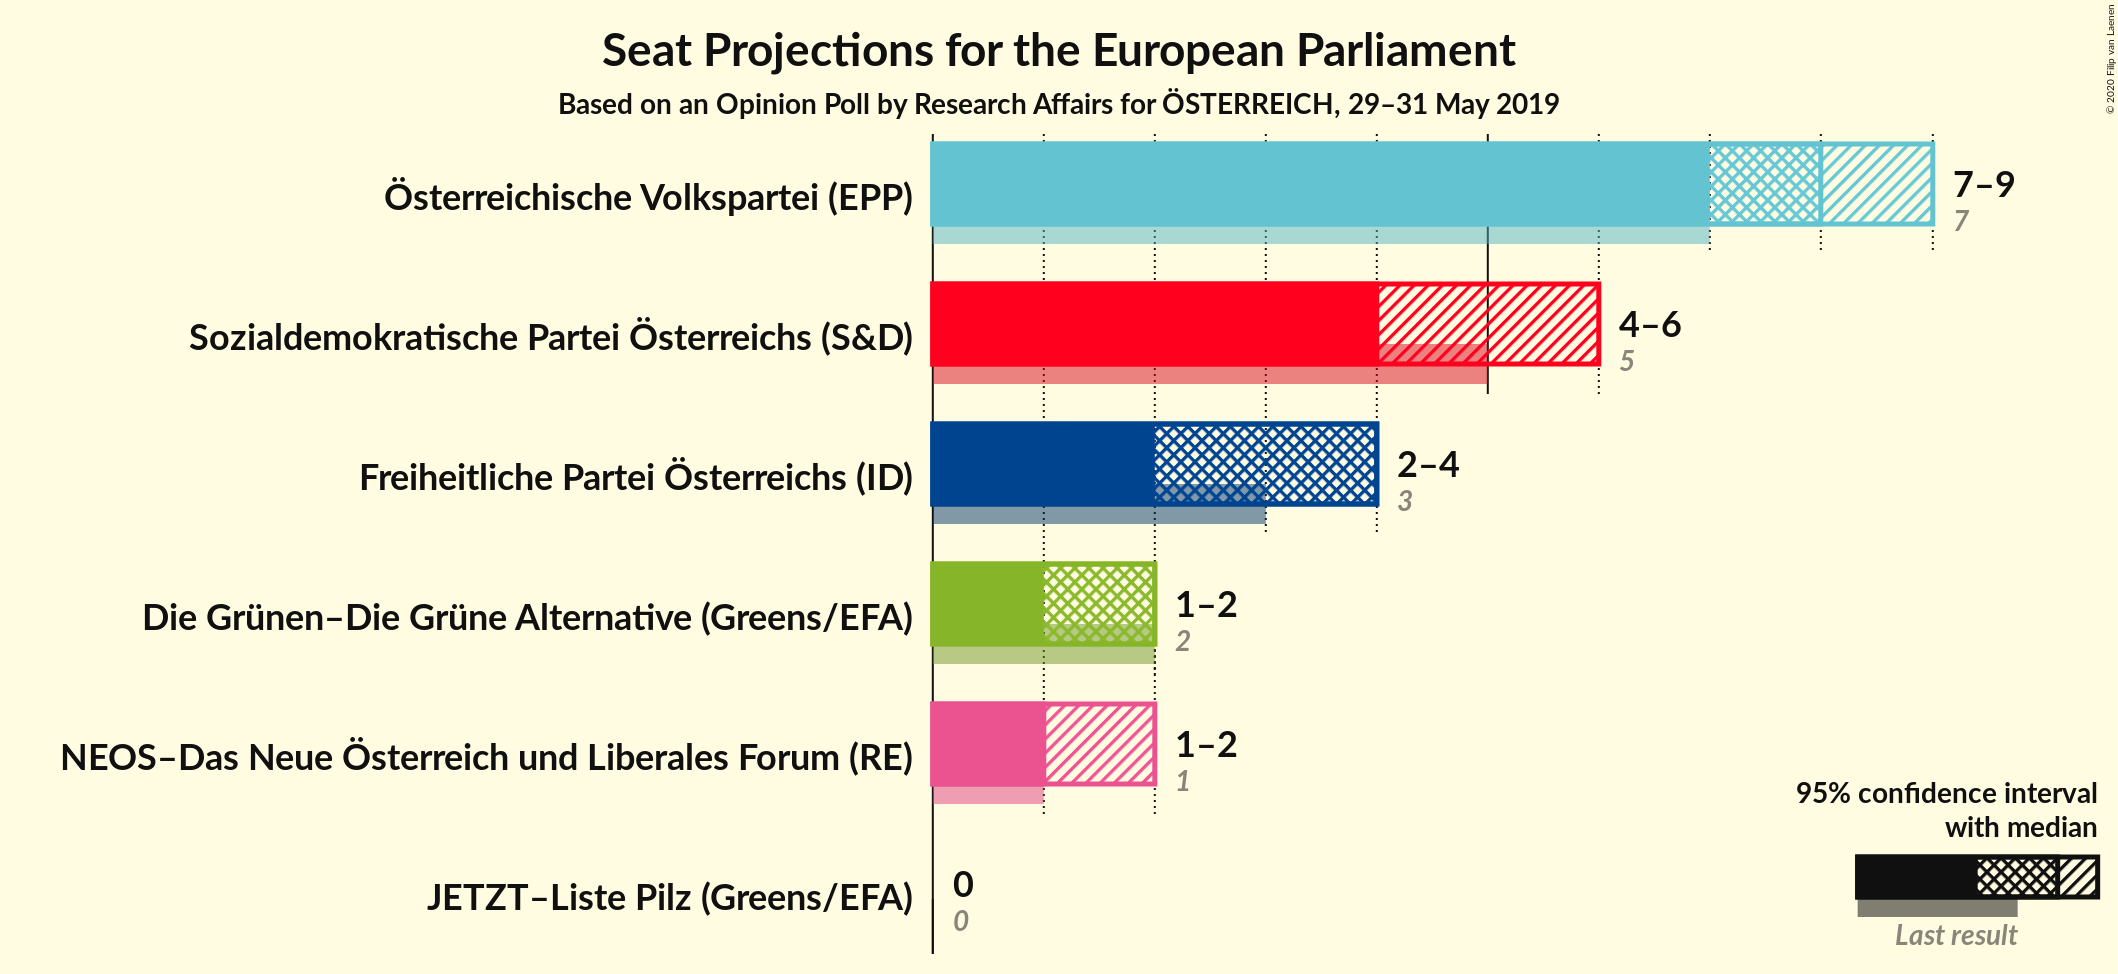 Seat Projections for the European Parliament
Based on an Opinion Poll by Research Affairs for ÖSTERREICH, 29–31 May 2019
© 2020 Filip van Laenen
Österreichische Volkspartei (EPP)
7–9
7
Sozialdemokratische Partei Österreichs (S&D)
4–6
5
Freiheitliche Partei Österreichs (ID)
2–4
3
Die Grünen–Die Grüne Alternative (Greens/EFA)
1–2
2
NEOS–Das Neue Österreich und Liberales Forum (RE)
1–2
1
JETZT–Liste Pilz (Greens/EFA)
0
0
95% confidence interval
with median
Last result